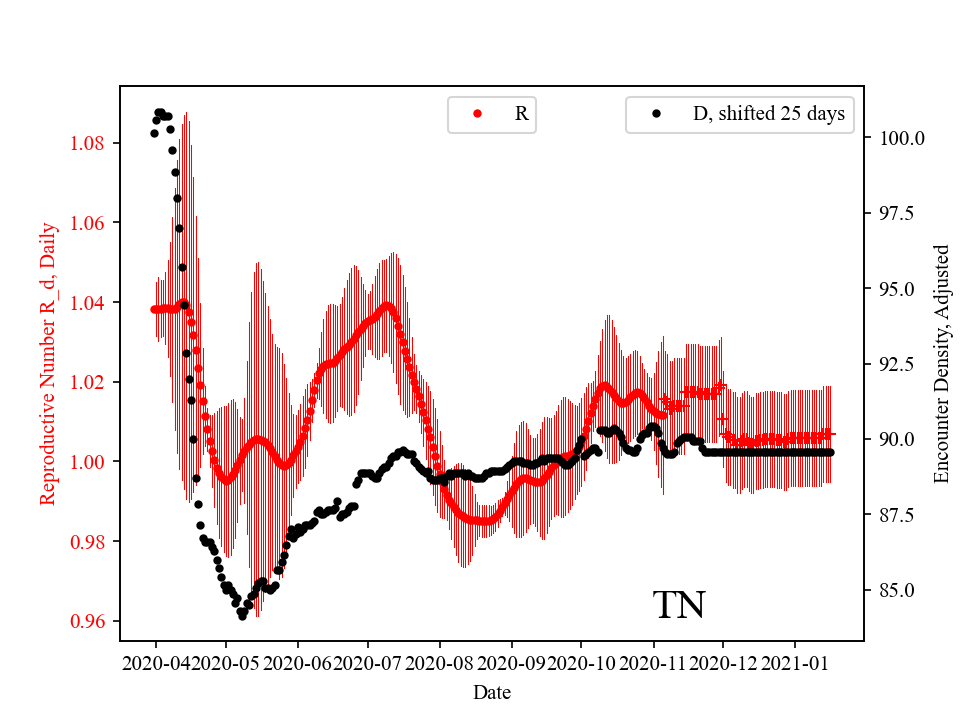 R
D, shifted 25 days
1.08
1.06
1.04
1.02
1.00
0.98
0.96
Reproductive Number R_d, Daily
100.0
97.5
95.0
92.5
90.0
87.5
85.0
Encounter Density, Adjusted
TN
2020-04 2020-05 2020-06 2020-07 2020-08 2020-09 2020-10 2020-11 2020-12 2021-01
Date